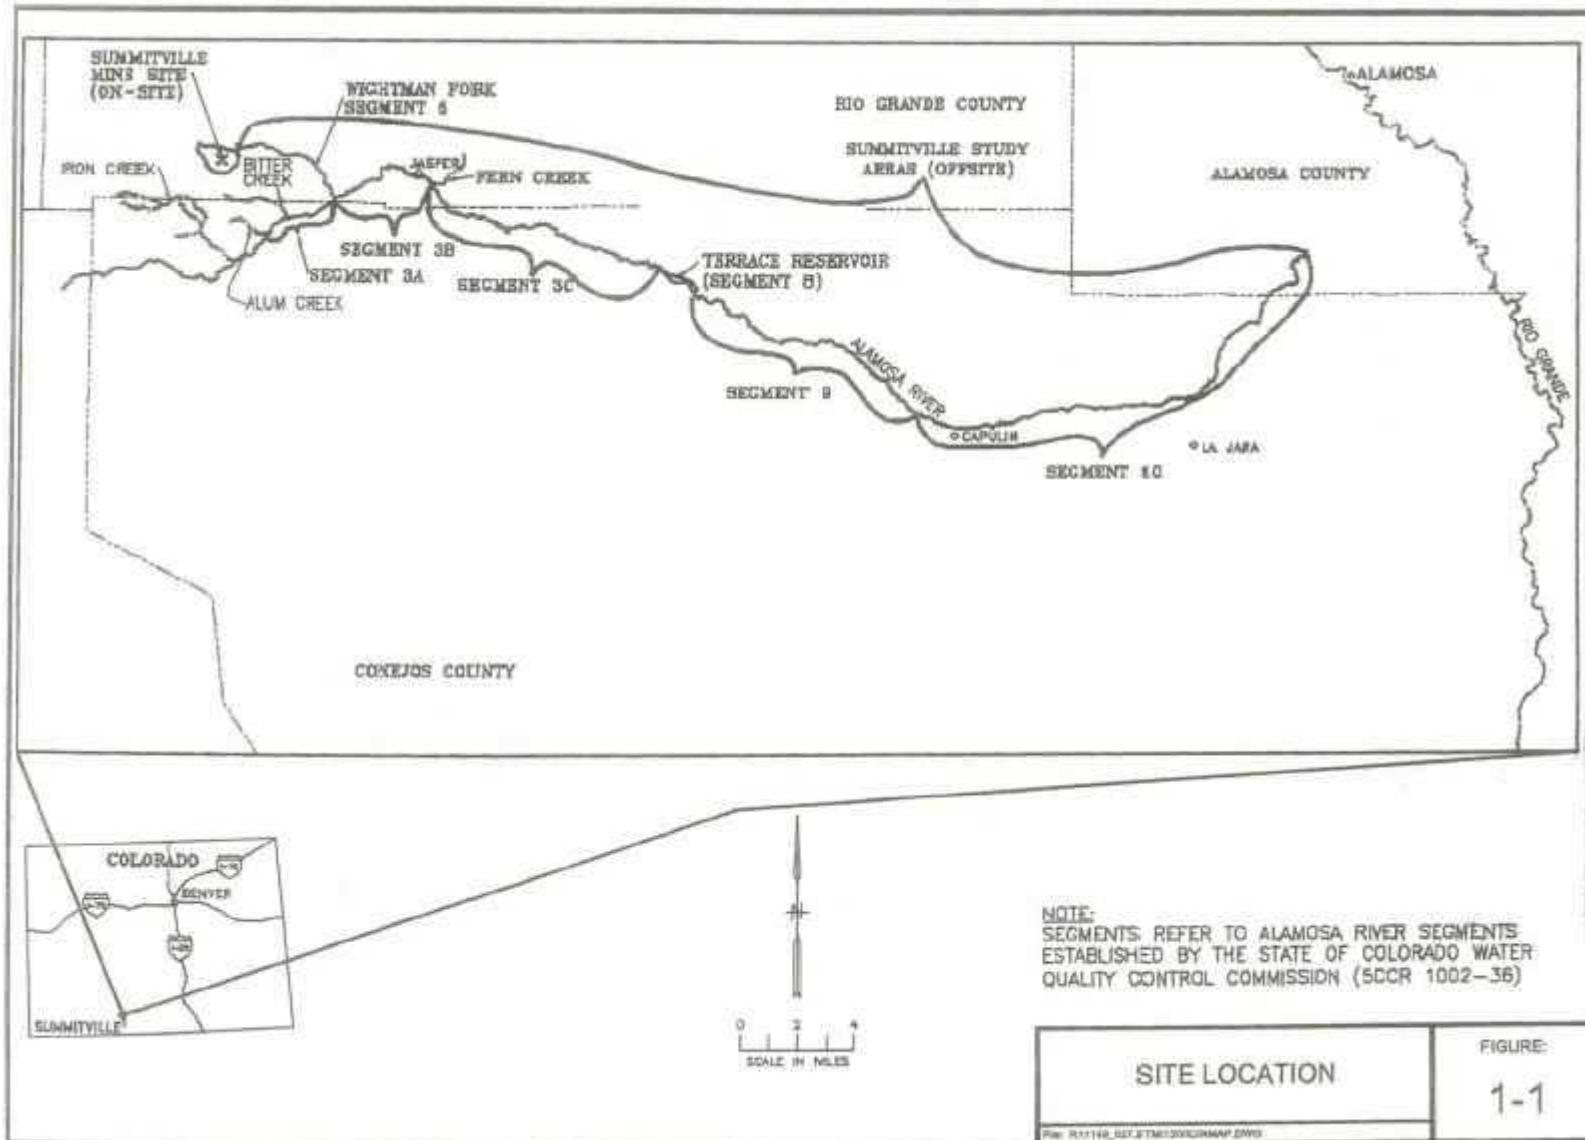 SUMMITVILLE
MINE SITE
(ON-SITE)
WIGHTMAN FORK
SEGMENT 6
RIO GRANDE COUNTY
ALAMOSA
SUMMITVILLE STUDY
AREAS (OFFSITE)
ALAMOSA COUNTY
IRON CREEK
BITTER
CREEK
JASPER
FERN CREEK
SEGMENT 3B
SEGMENT 3A
SEGMENT 3C
ALUM CREEK
TERRACE RESERVOIR
(SEGMENT 8)
ALAMOSA RIVER
RIO GRANDE
SEGMENT 9
CAPULIN
LA JARA
SEGMENT 10
CONEJOS COUNTY
COLORADO
DENVER
SUMMITVILLE
N
0 2 4
SCALE IN MILES
NOTE:
SEGMENTS REFER TO ALAMOSA RIVER SEGMENTS
ESTABLISHED BY THE STATE OF COLORADO WATER
QUALITY CONTROL COMMISSION (5CCR 1002-36)
SITE LOCATION
FIGURE:
1-1